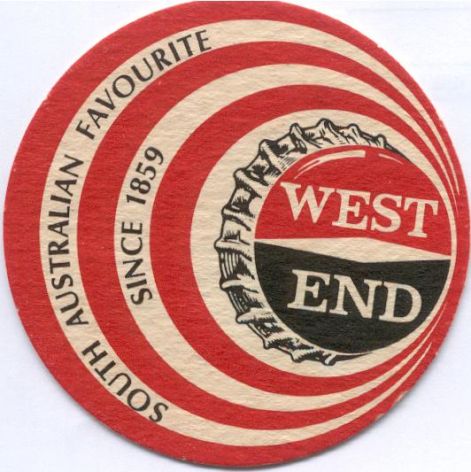 SOUTH AUSTRALIAN FAVOURITE
SINCE 1859
WEST
END